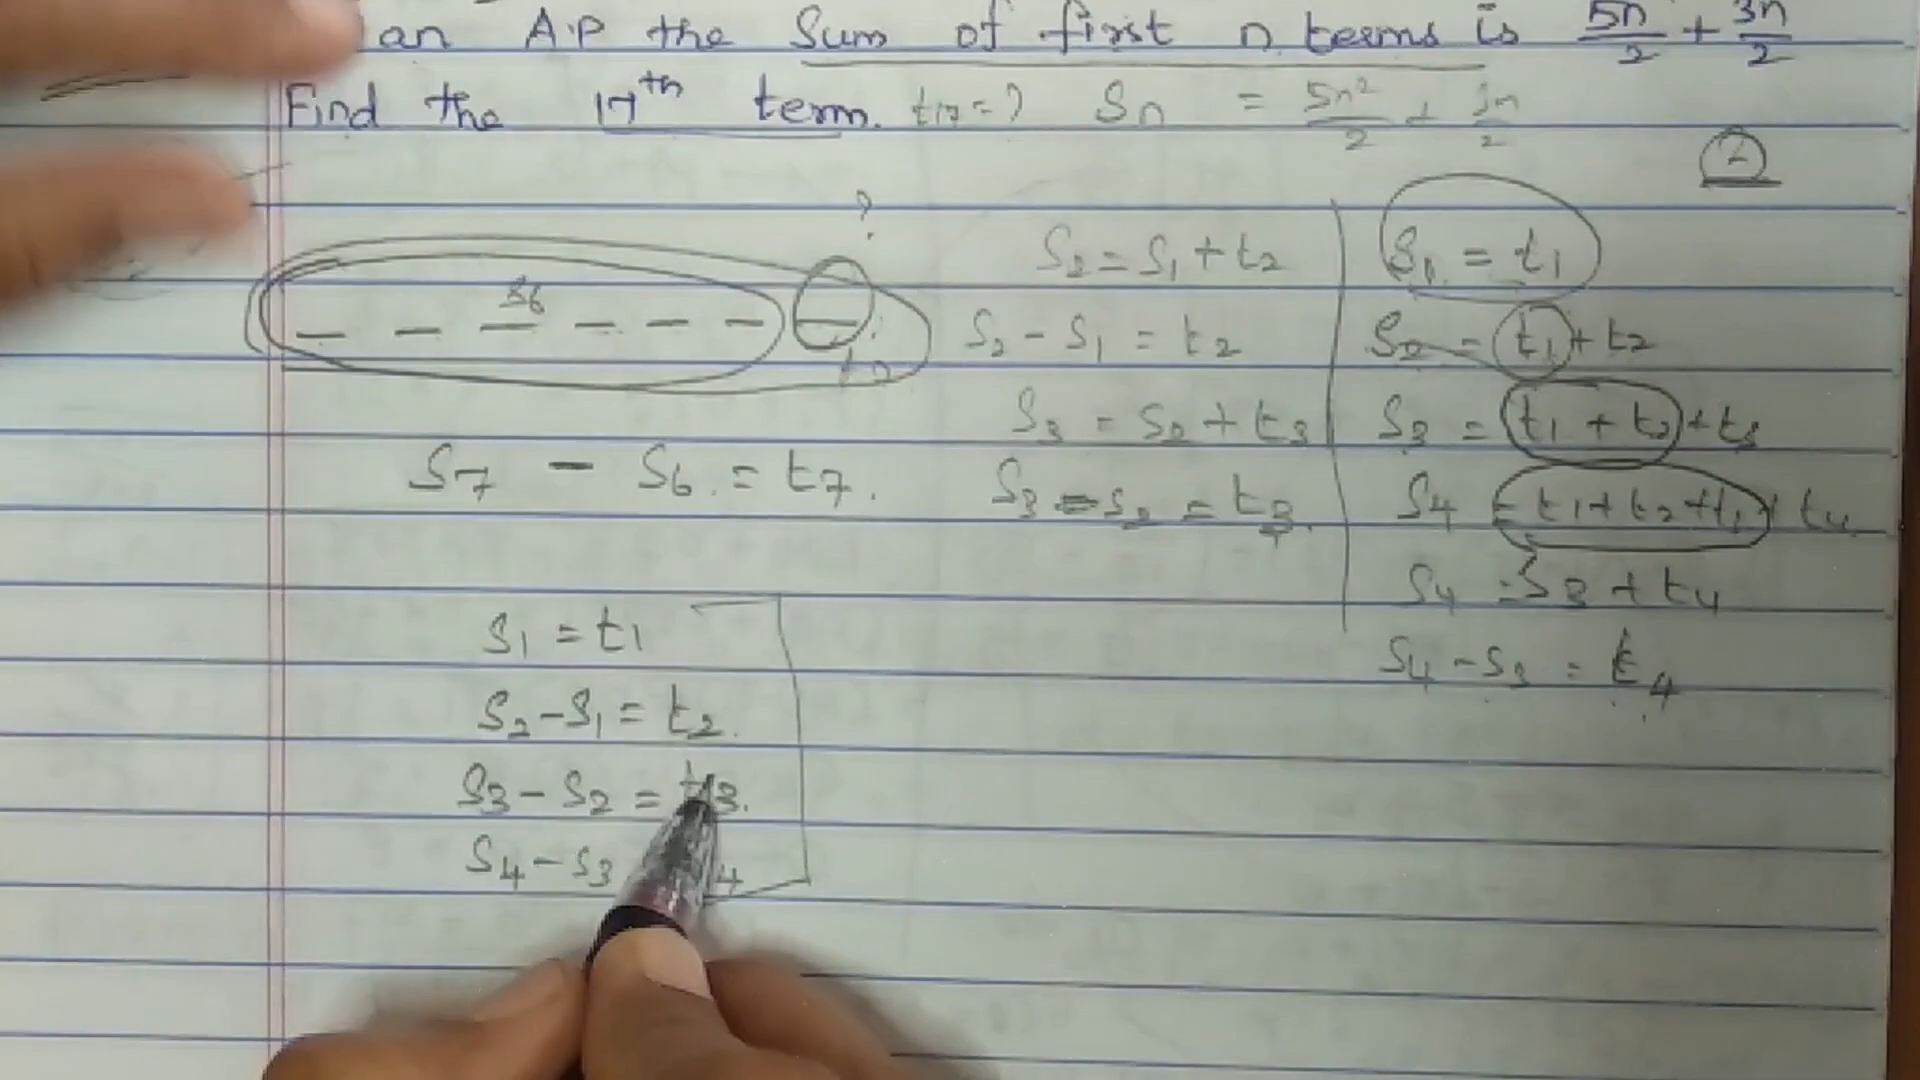 an A.P the Sum of first n terms is 5n/2 + 3n/2
Find the 17th term. t17 = ? Sn = 5n²/2 + 3n/2
2
?
S6
t7
S7 - S6 = t7.
S2 = S1 + t2
S2 - S1 = t2
S3 = S2 + t3
S3 - S2 = t3.
S1 = t1
S2 = t1 + t2
S3 = t1 + t2 + t3
S4 = t1 + t2 + t3 + t4
S4 = S3 + t4
S4 - S3 = t4
S1 = t1
S2 - S1 = t2.
S3 - S2 = t3.
S4 - S3 4